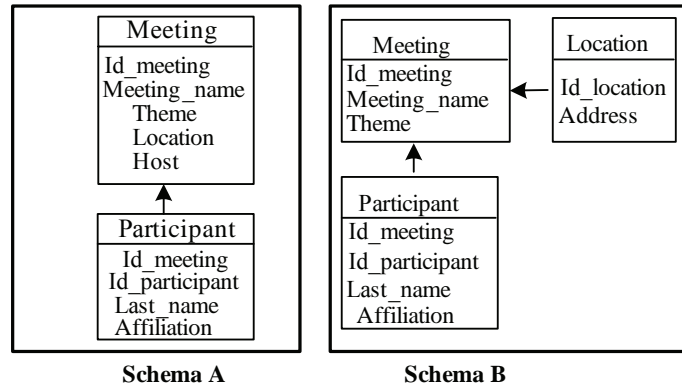 Meeting
Id_meeting
Meeting_name
Theme
Location
Host
Participant
Id_meeting
Id_participant
Last_name
Affiliation
Schema A
Meeting
Id_meeting
Meeting_name
Theme
Location
Id_location
Address
Participant
Id_meeting
Id_participant
Last_name
Affiliation
Schema B